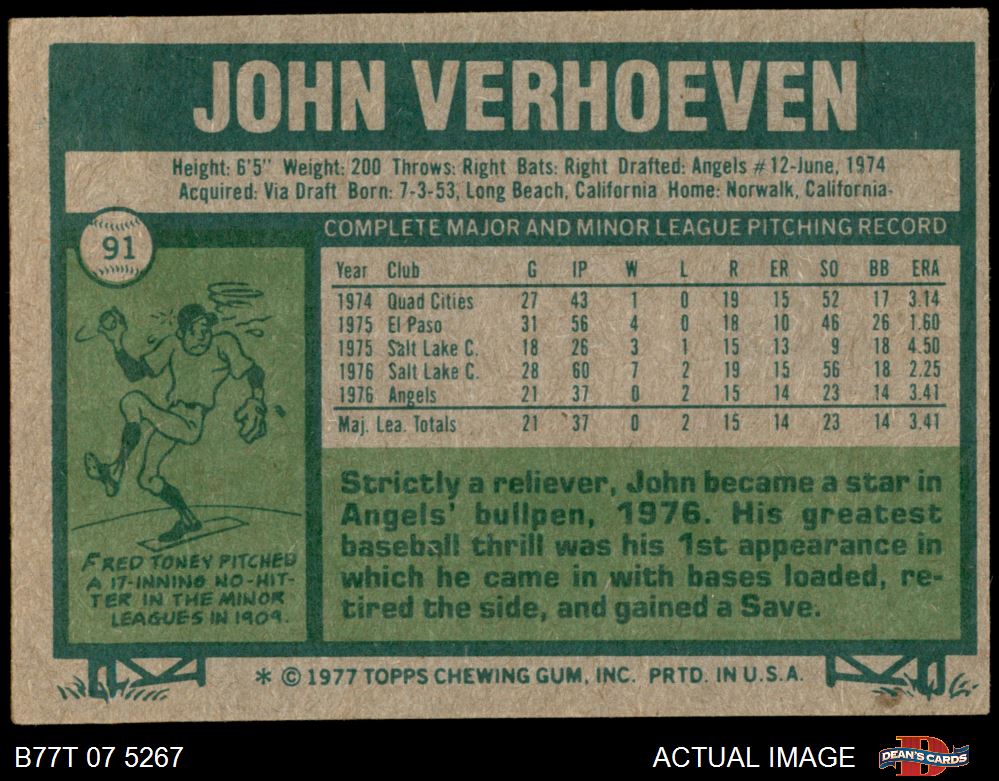 JOHN VERHOEVEN
Height: 6'5" Weight: 200 Throws: Right Bats: Right Drafted: Angels #12-June, 1974
Acquired: Via Draft Born: 7-3-53, Long Beach, California Home: Norwalk, California
91
COMPLETE MAJOR AND MINOR LEAGUE PITCHING RECORD
Year Club G IP W L R ER SO BB ERA
1974 Quad Cities 27 43 1 0 19 15 52 17 3.14
1975 El Paso 31 56 4 0 18 10 46 26 1.60
1975 Salt Lake C. 18 26 3 1 15 13 9 18 4.50
1976 Salt Lake C. 28 60 7 2 19 15 56 18 2.25
1976 Angels 21 37 0 2 15 14 23 14 3.41
Maj. Lea. Totals 21 37 0 2 15 14 23 14 3.41
FRED TONEY PITCHED
A 17-INNING NO-HIT-
TER IN THE MINOR
LEAGUES IN 1909.
Strictly a reliever, John became a star in
Angels' bullpen, 1976. His greatest
baseball thrill was his 1st appearance in
which he came in with bases loaded, re-
tired the side, and gained a Save.
* © 1977 TOPPS CHEWING GUM, INC. PRTD. IN U.S.A.
B77T 07 5267 ACTUAL IMAGE DEAN'S CARDS